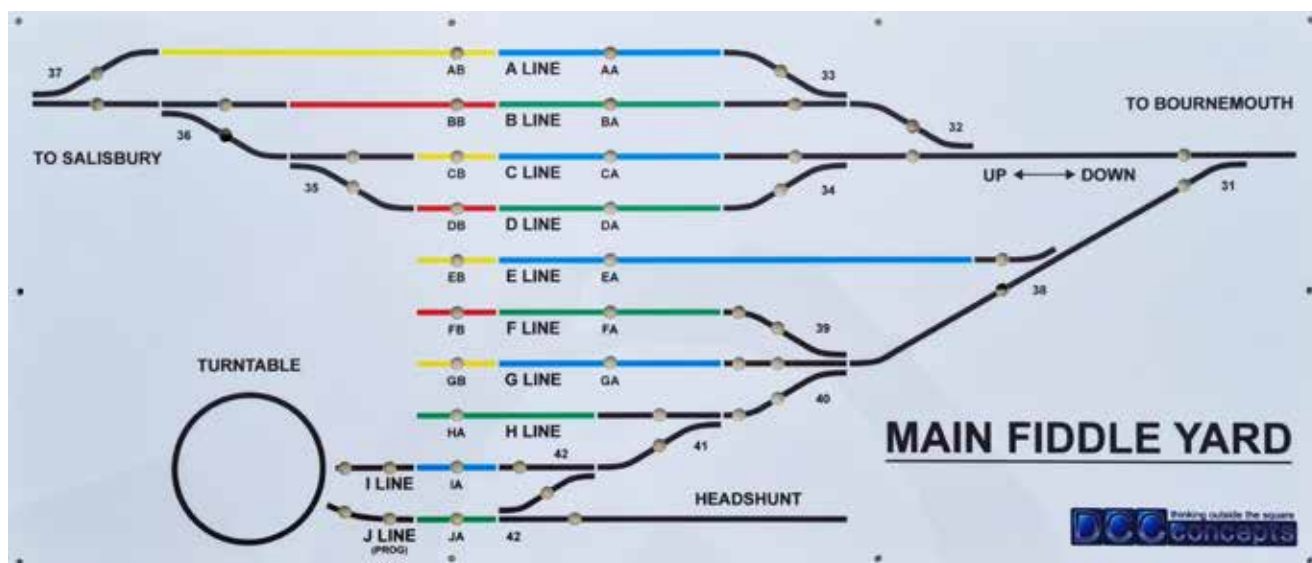 37
AB
A LINE
AA
33
TO BOURNEMOUTH
BB
B LINE
BA
32
36
TO SALISBURY
CB
C LINE
CA
UP
DOWN
31
35
34
DB
D LINE
DA
EB
E LINE
EA
38
FB
F LINE
FA
39
TURNTABLE
GB
G LINE
GA
40
HA
H LINE
MAIN FIDDLE YARD
41
42
I LINE
IA
HEADSHUNT
J LINE
(PROG)
JA
42
DCC
thinking outside the square
concepts